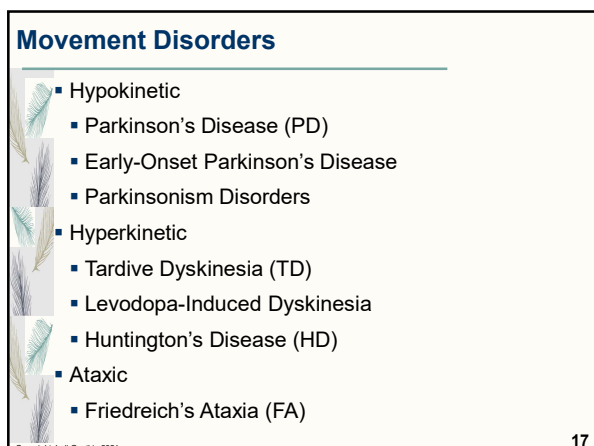 Movement Disorders
▪ Hypokinetic
▪ Parkinson's Disease (PD)
▪ Early-Onset Parkinson's Disease
▪ Parkinsonism Disorders
▪ Hyperkinetic
▪ Tardive Dyskinesia (TD)
▪ Levodopa-Induced Dyskinesia
▪ Huntington's Disease (HD)
▪ Ataxic
▪ Friedreich's Ataxia (FA)
17